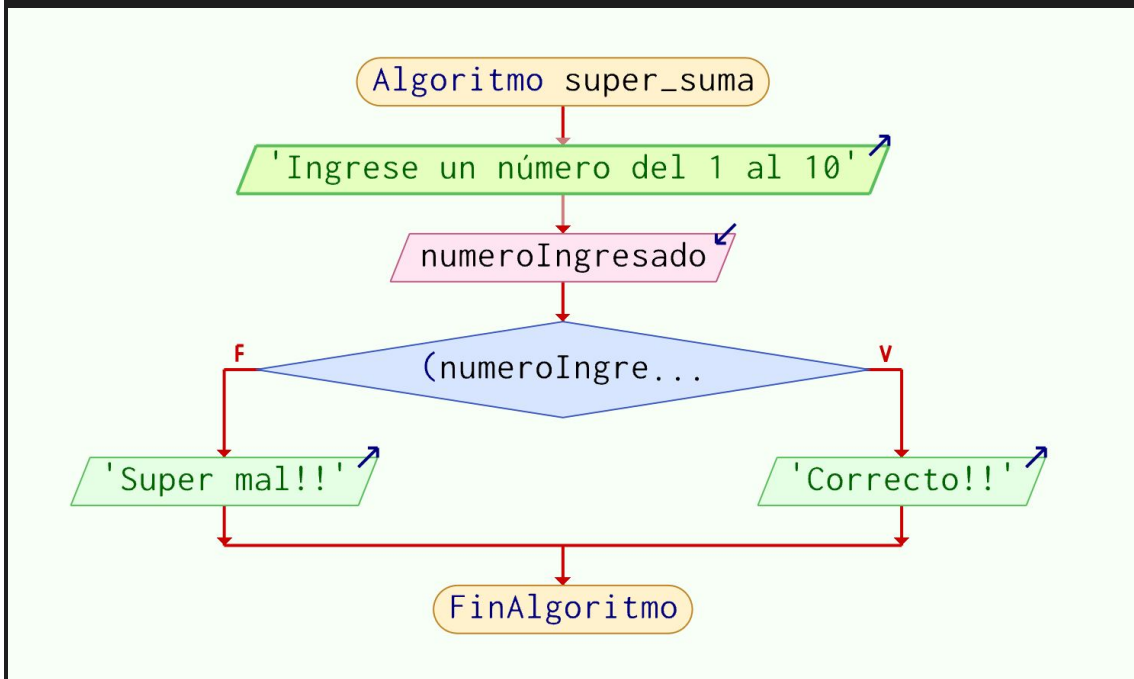 Algoritmo super_suma
'Ingrese un número del 1 al 10'
numeroIngresado
(numeroIngre...
F
V
'Super mal!!'
'Correcto!!'
FinAlgoritmo